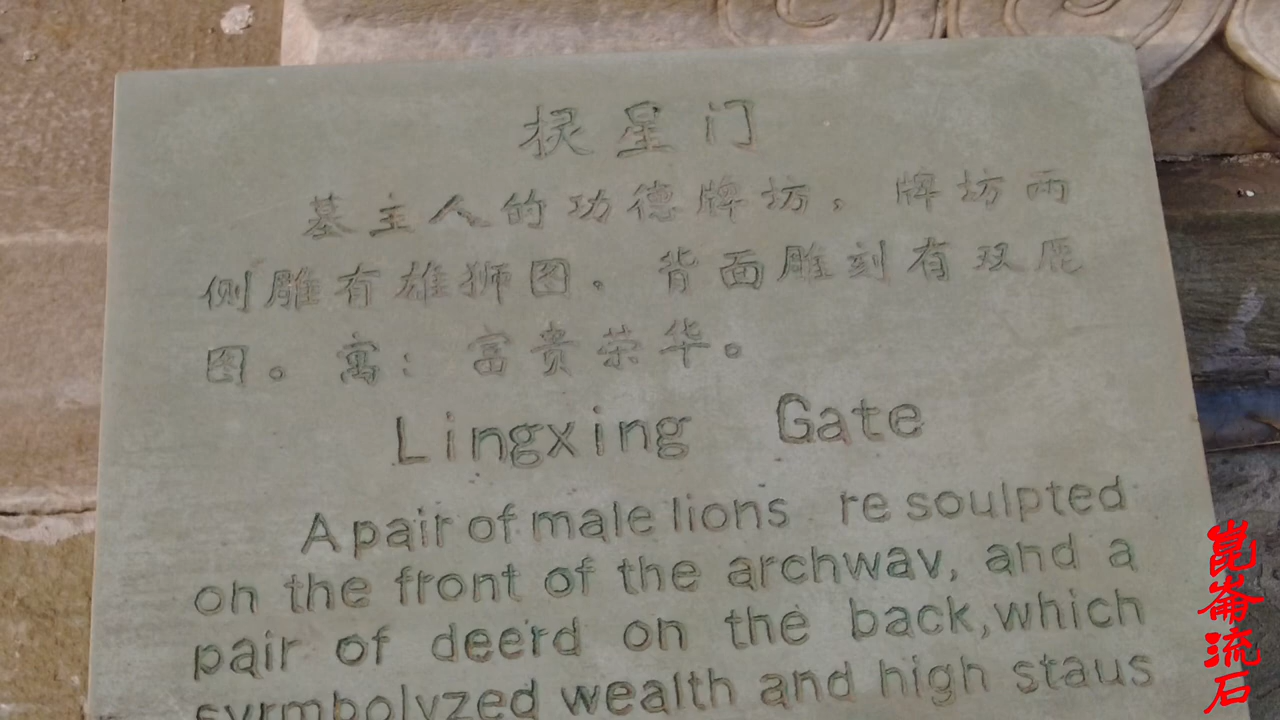 棂星门
墓主人的功德牌坊，牌坊两
侧雕有雄狮图。背面雕刻有双鹿
图。寓：富贵荣华。
Lingxing Gate
A pair of male lions re soulpted
oh the front of the archwav, and a
pair of deerd on the back, which
syrmbolyzed wealth and high staus
崑崙流石